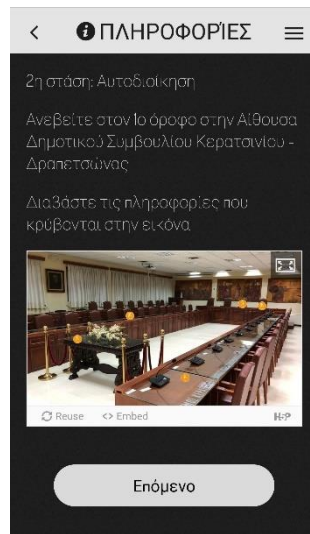 ΠΛΗΡΟΦΟΡΊΕΣ
2η στάση: Αυτοδιοίκηση
Ανεβείτε στον 1ο όροφο στην Αίθουσα
Δημοτικού Συμβουλίου Κερατσινίου -
Δραπετσώνας
Διαβάστε τις πληροφορίες που
κρύβονται στην εικόνα
Reuse <> Embed H5P
Επόμενο